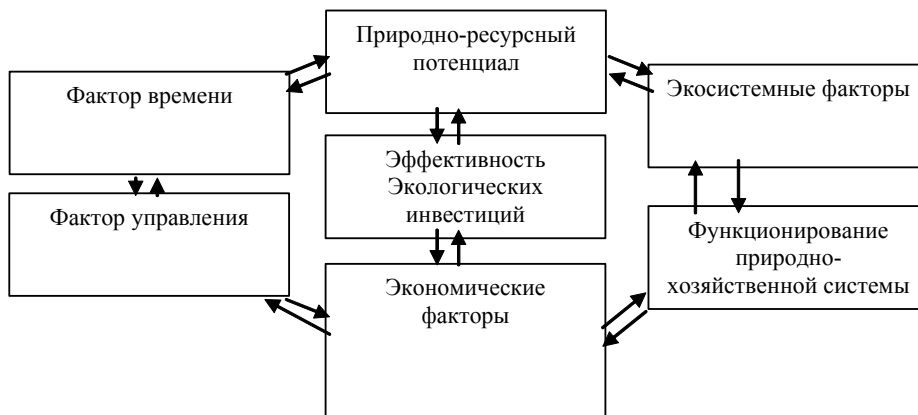 Природно-ресурсный
потенциал
Фактор времени
Экосистемные факторы
Эффективность
Экологических
инвестиций
Фактор управления
Функционирование
природно-
хозяйственной системы
Экономические
факторы